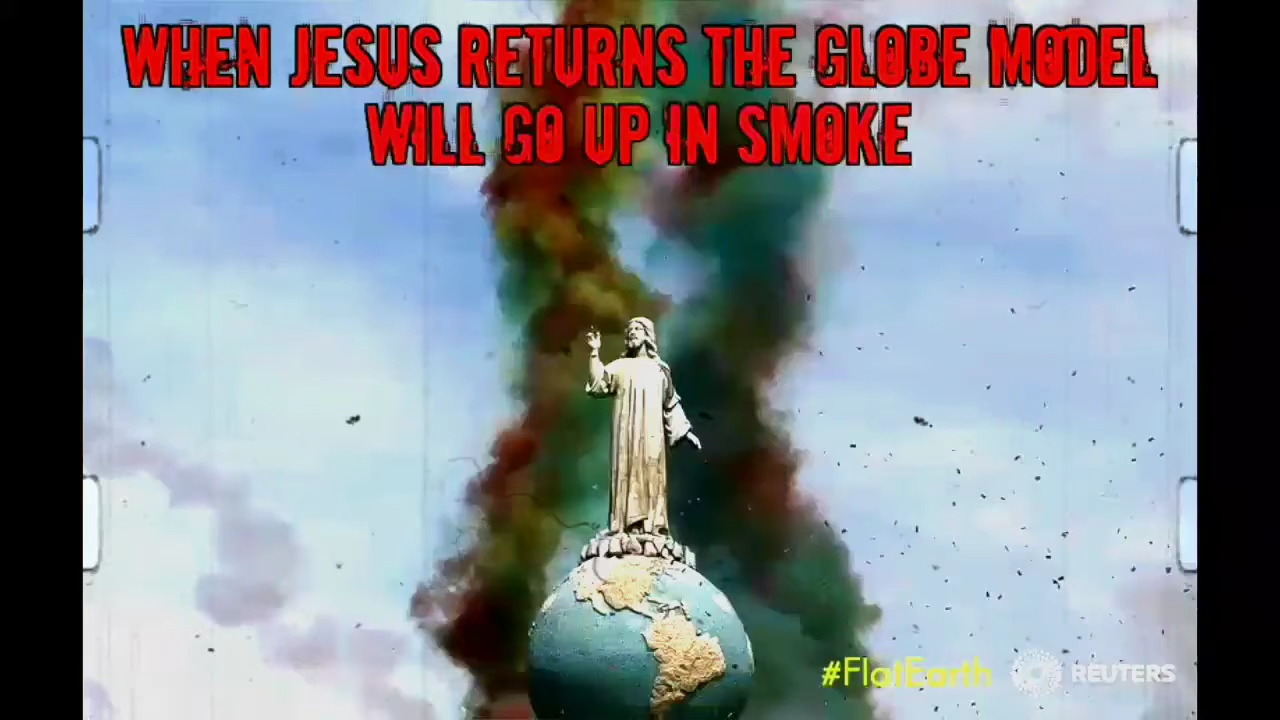 WHEN JESUS RETURNS THE GLOBE MODEL
WILL GO UP IN SMOKE
#FlatEarth
REUTERS